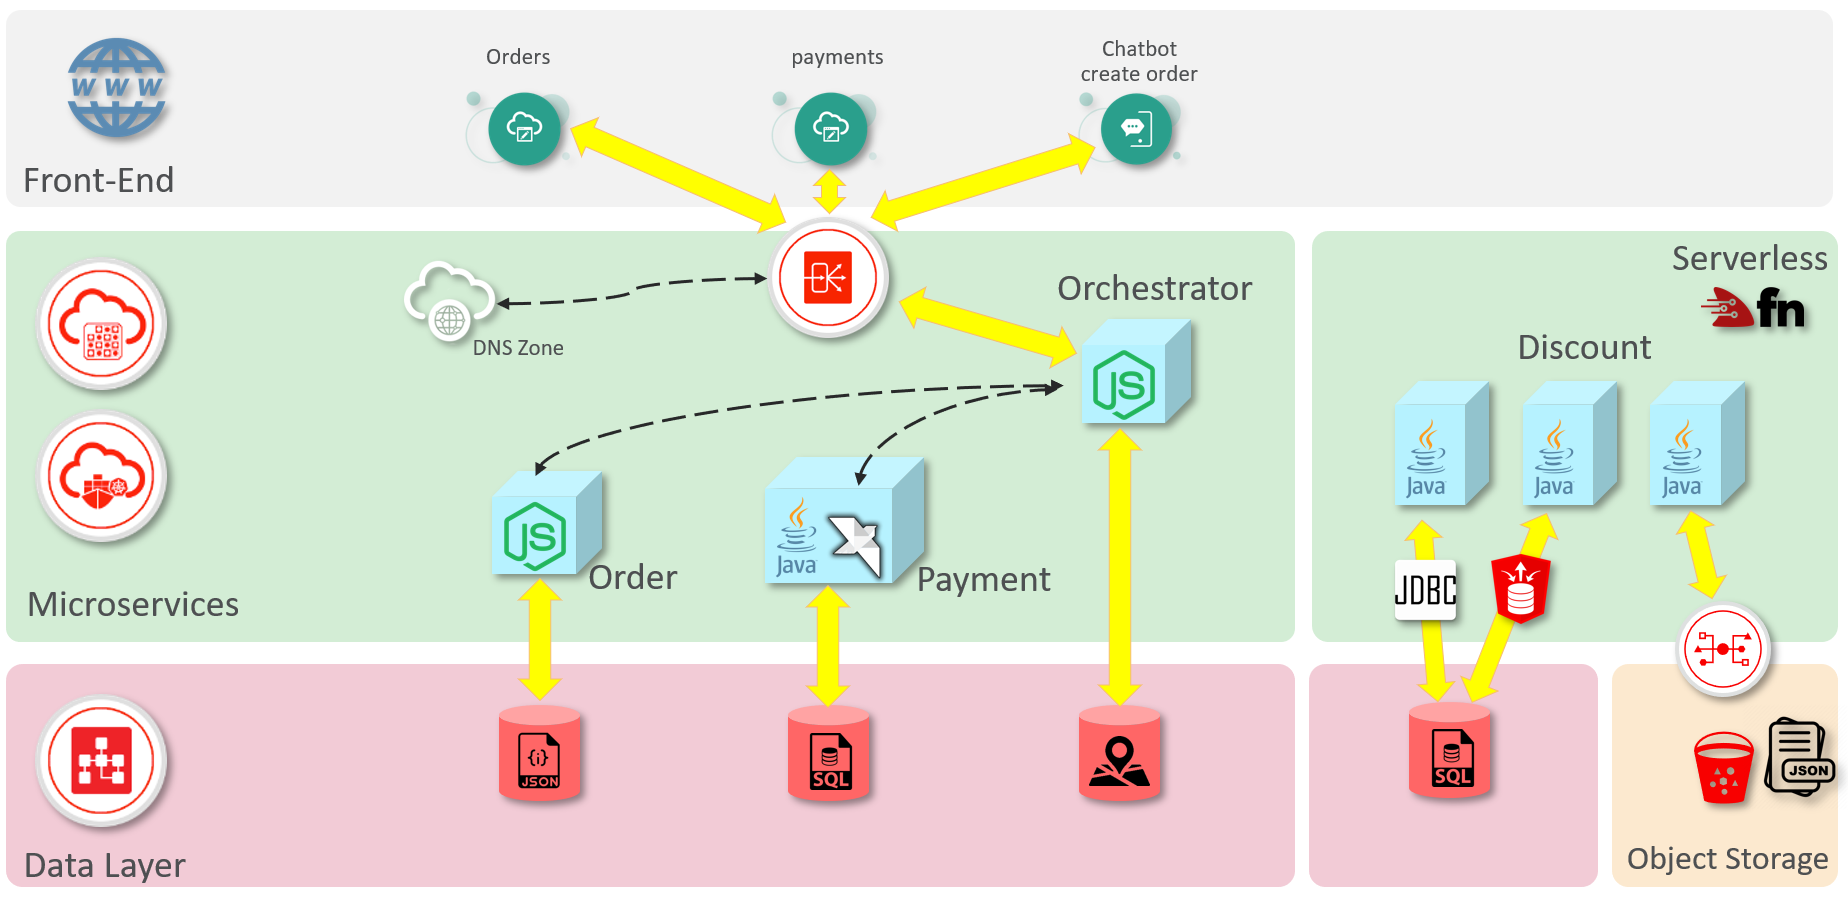 W W W
Front-End
Orders
payments
Chatbot
create order
DNS Zone
Orchestrator
JS
JS
Order
Java
Payment
Microservices
Serverless
fn
Discount
Java
Java
Java
JDBC
Data Layer
{i}
JSON
SQL
SQL
JSON
Object Storage